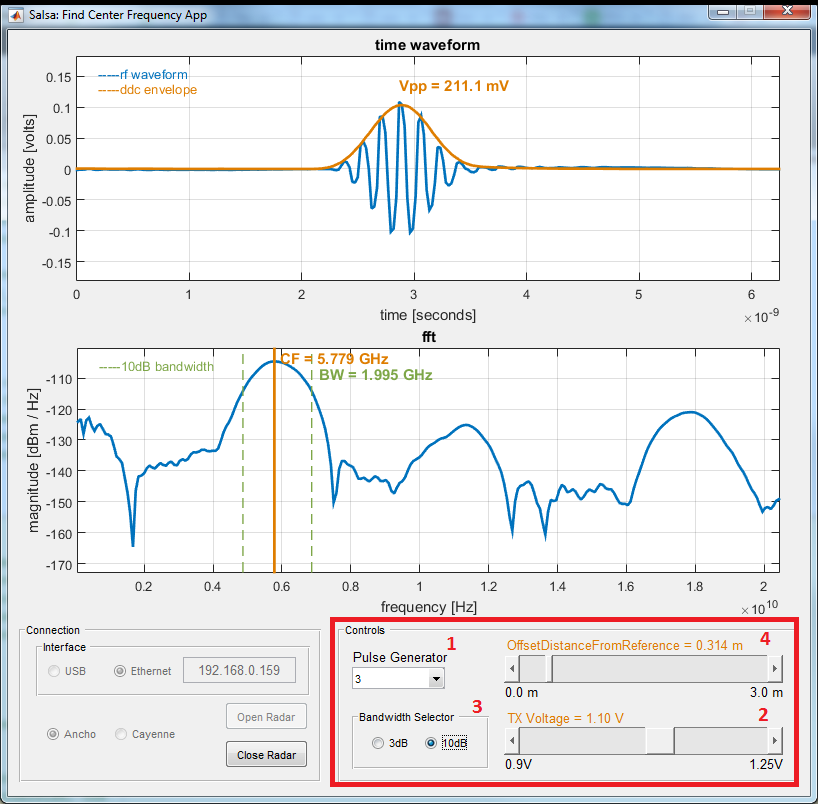 Salsa: Find Center Frequency App
time waveform
-----rf waveform
-----ddc envelope
Vpp = 211.1 mV
amplitude [volts]
0.15
0.1
0.05
0
-0.05
-0.1
-0.15
0 1 2 3 4 5 6
time [seconds]
×10^-9
fft
-----10dB bandwidth
CF = 5.779 GHz
BW = 1.995 GHz
magnitude [dBm / Hz]
-110
-120
-130
-140
-150
-160
-170
0.2 0.4 0.6 0.8 1 1.2 1.4 1.6 1.8 2
frequency [Hz]
×10^10
Connection
Interface
USB Ethernet 192.168.0.159
Ancho Cayenne
Open Radar
Close Radar
Controls
1
Pulse Generator
3
3
Bandwidth Selector
3dB 10dB
4
OffsetDistanceFromReference = 0.314 m
0.0 m 3.0 m
2
TX Voltage = 1.10 V
0.9V 1.25V